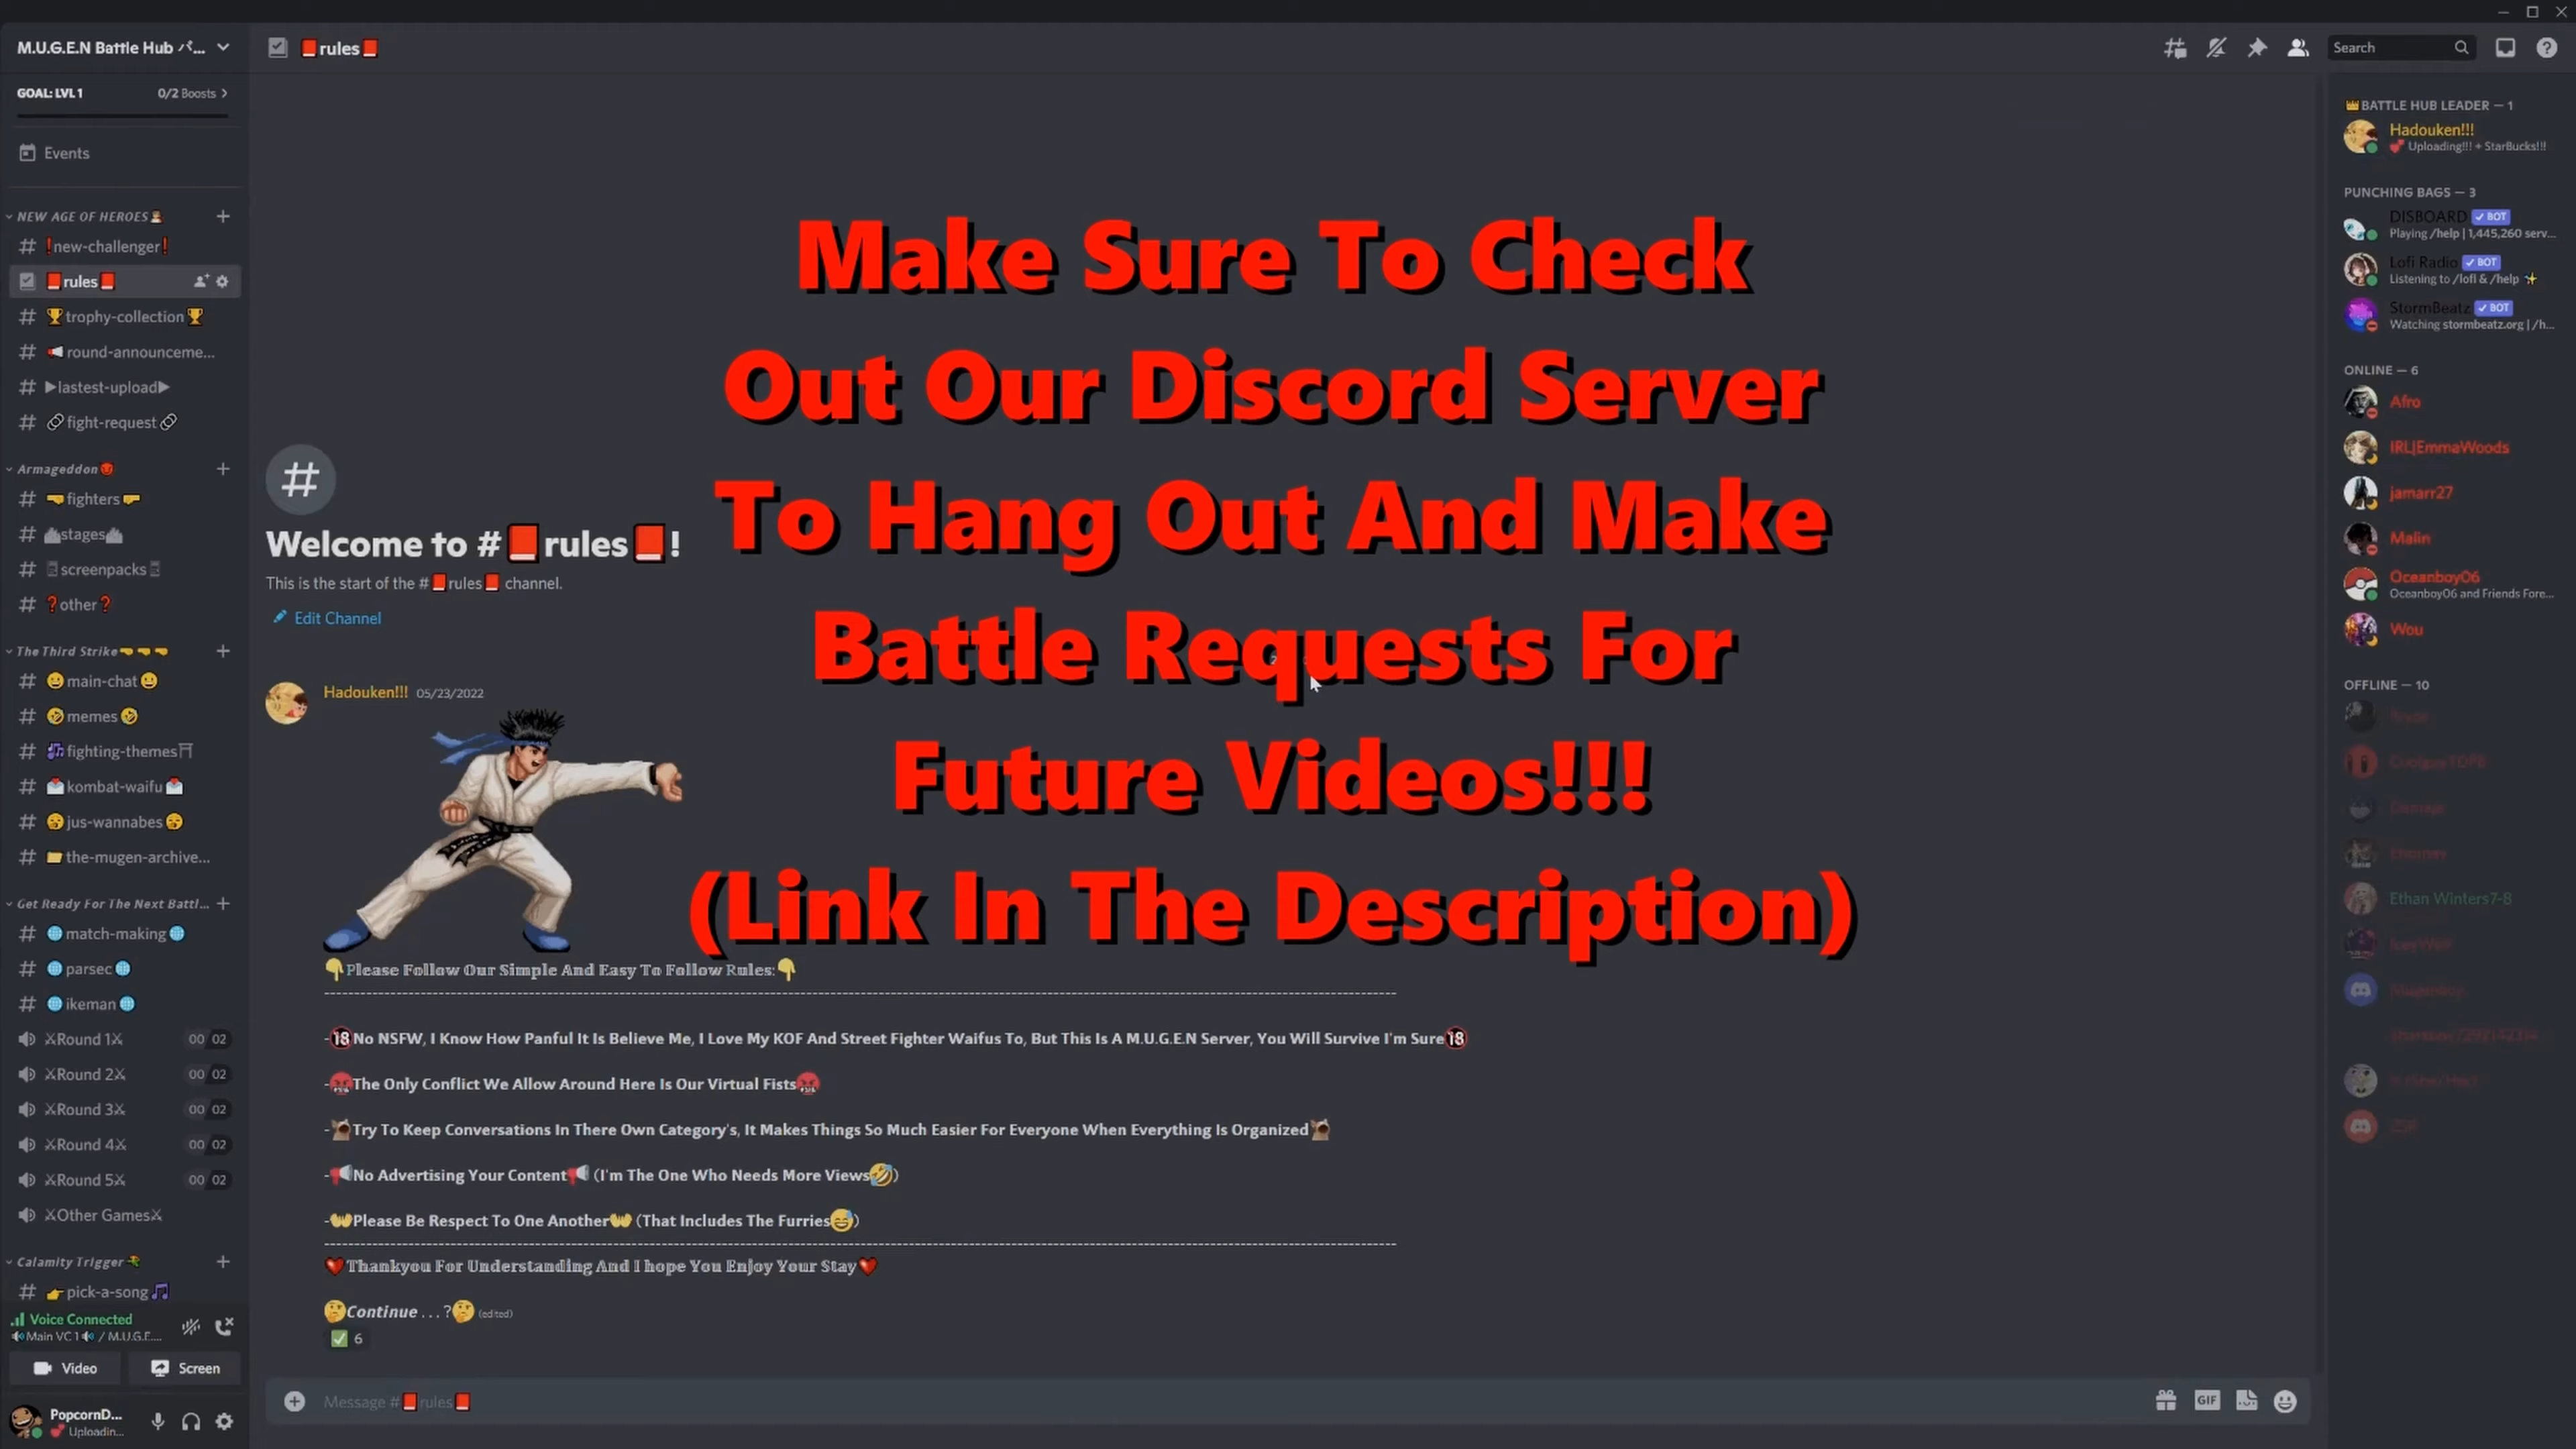 M.U.G.E.N Battle Hub バ...
rules
Search
GOAL: LVL 1
0/2 Boosts
Events
NEW AGE OF HEROES
new-challenger
rules
trophy-collection
round-announceme...
lastest-upload
fight-request
Armageddon
fighters
stages
screenpacks
other
The Third Strike
main-chat
memes
fighting-themes
kombat-waifu
jus-wannabes
the-mugen-archive...
Get Ready For The Next Battl...
match-making
parsec
ikeman
Round 1 00 02
Round 2 00 02
Round 3 00 02
Round 4 00 02
Round 5 00 02
Other Games
Calamity Trigger
pick-a-song
Voice Connected
Main VC 1 / M.U.G.E....
Video
Screen
PopcornD...
Uploadin...
Make Sure To Check
Out Our Discord Server
To Hang Out And Make
Battle Requests For
Future Videos!!!
(Link In The Description)
Welcome to # rules !
This is the start of the # rules channel.
Edit Channel
Hadouken!!! 05/23/2022
Please Follow Our Simple And Easy To Follow Rules:
-No NSFW, I Know How Panful It Is Believe Me, I Love My KOF And Street Fighter Waifus To, But This Is A M.U.G.E.N Server, You Will Survive I'm Sure
-The Only Conflict We Allow Around Here Is Our Virtual Fists
-Try To Keep Conversations In There Own Category's, It Makes Things So Much Easier For Everyone When Everything Is Organized
-No Advertising Your Content (I'm The One Who Needs More Views)
-Please Be Respect To One Another (That Includes The Furries)
Thankyou For Understanding And I hope You Enjoy Your Stay
Continue . . . ? (edited)
6
Message # rules
GIF
BATTLE HUB LEADER — 1
Hadouken!!!
Uploading!!! + StarBucks!!!
PUNCHING BAGS — 3
DISBOARD BOT
Playing /help | 1,445,260 serv...
Lofi Radio BOT
Listening to /lofi & /help
StormBeatz BOT
Watching stormbeatz.org | /h...
ONLINE — 6
Afro
IRL|EmmaWoods
jamarr27
Malin
Oceanboy06
Oceanboy06 and Friends Fore...
Wou
OFFLINE — 10
Ethan Winters7-8